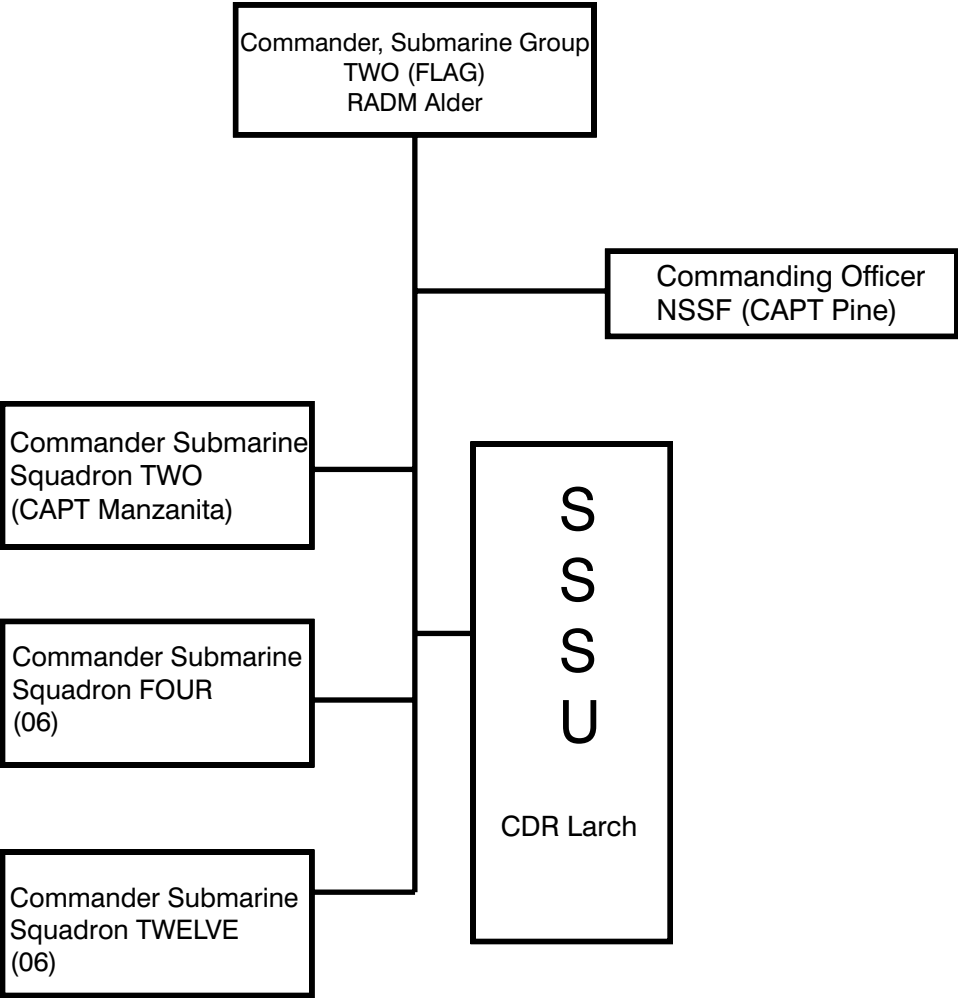 Commander, Submarine Group
TWO (FLAG)
RADM Alder
Commanding Officer
NSSF (CAPT Pine)
Commander Submarine
Squadron TWO
(CAPT Manzanita)
S
S
S
U
CDR Larch
Commander Submarine
Squadron FOUR
(06)
Commander Submarine
Squadron TWELVE
(06)